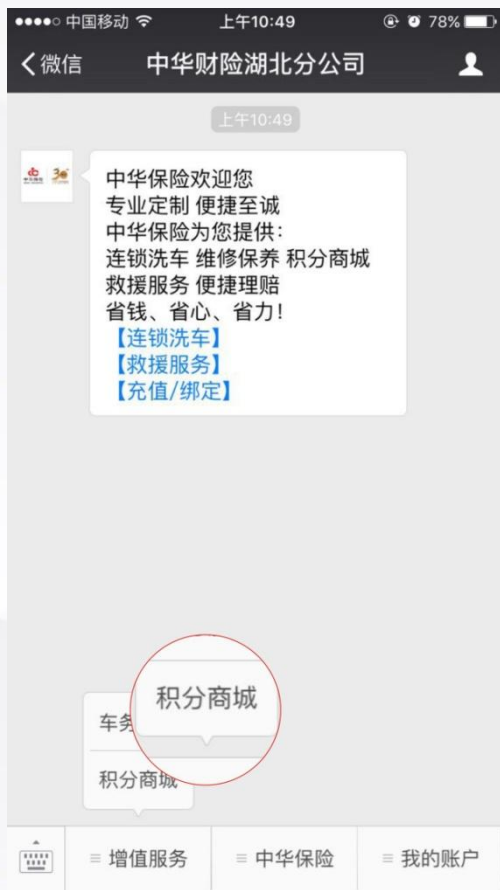 中国移动 上午10:49 78%
微信 中华财险湖北分公司
上午10:49
中华保险欢迎您
专业定制 便捷至诚
中华保险为您提供：
连锁洗车 维修保养 积分商城
救援服务 便捷理赔
省钱、省心、省力！
【连锁洗车】
【救援服务】
【充值/绑定】
积分商城
车务
积分商城
增值服务 中华保险 我的账户